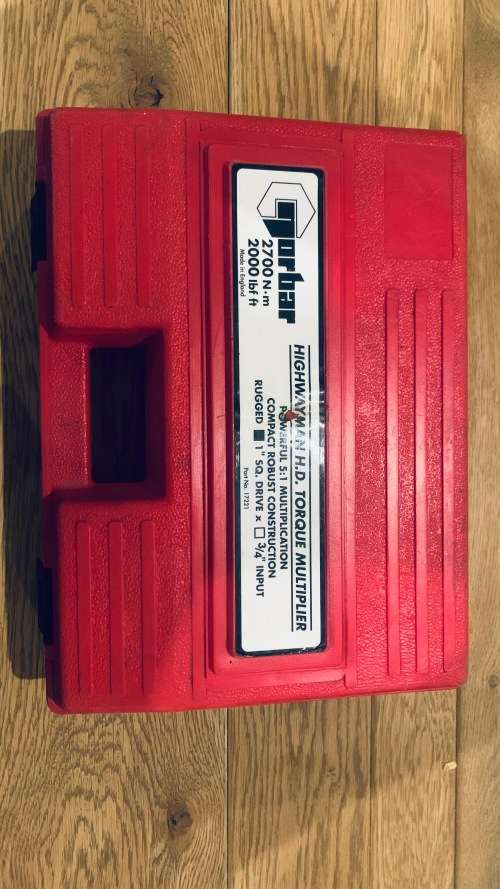 Norbar
2700 N·m
2000 lbf ft
Made in England
HIGHWAYMAN H.D. TORQUE MULTIPLIER
POWERFUL 5:1 MULTIPLICATION
COMPACT ROBUST CONSTRUCTION
RUGGED ■ 1" SQ. DRIVE x □ 3/4" INPUT
Part No. 17221